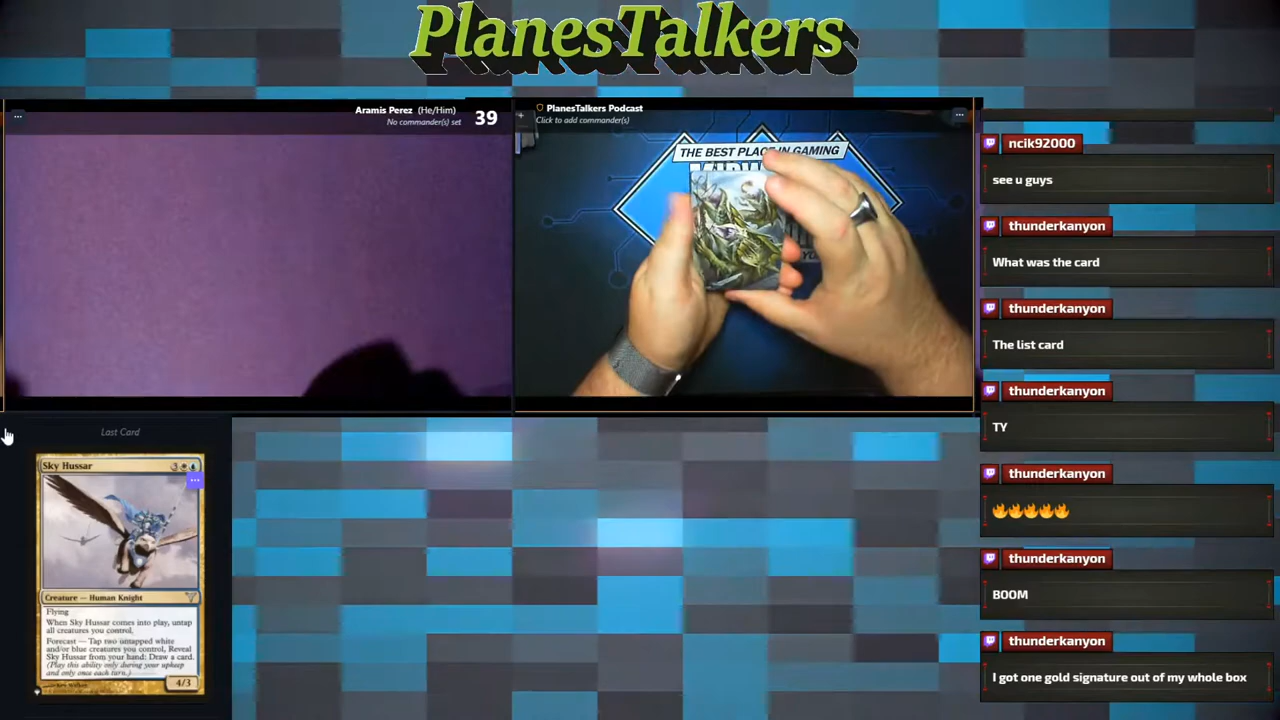 PlanesTalkers
Aramis Perez (He/Him)
No commander(s) set
39
PlanesTalkers Podcast
Click to add commander(s)
THE BEST PLACE IN GAMING
ncik92000
see u guys
thunderkanyon
What was the card
thunderkanyon
The list card
thunderkanyon
TY
thunderkanyon
🔥🔥🔥🔥🔥
thunderkanyon
BOOM
thunderkanyon
I got one gold signature out of my whole box
Last Card
Sky Hussar
3
Creature — Human Knight
Flying
When Sky Hussar comes into play, untap
all creatures you control.
Forecast — Tap two untapped white
and/or blue creatures you control, Reveal
Sky Hussar from your hand: Draw a card.
(Play this ability only during your upkeep
and only once each turn.)
4/3